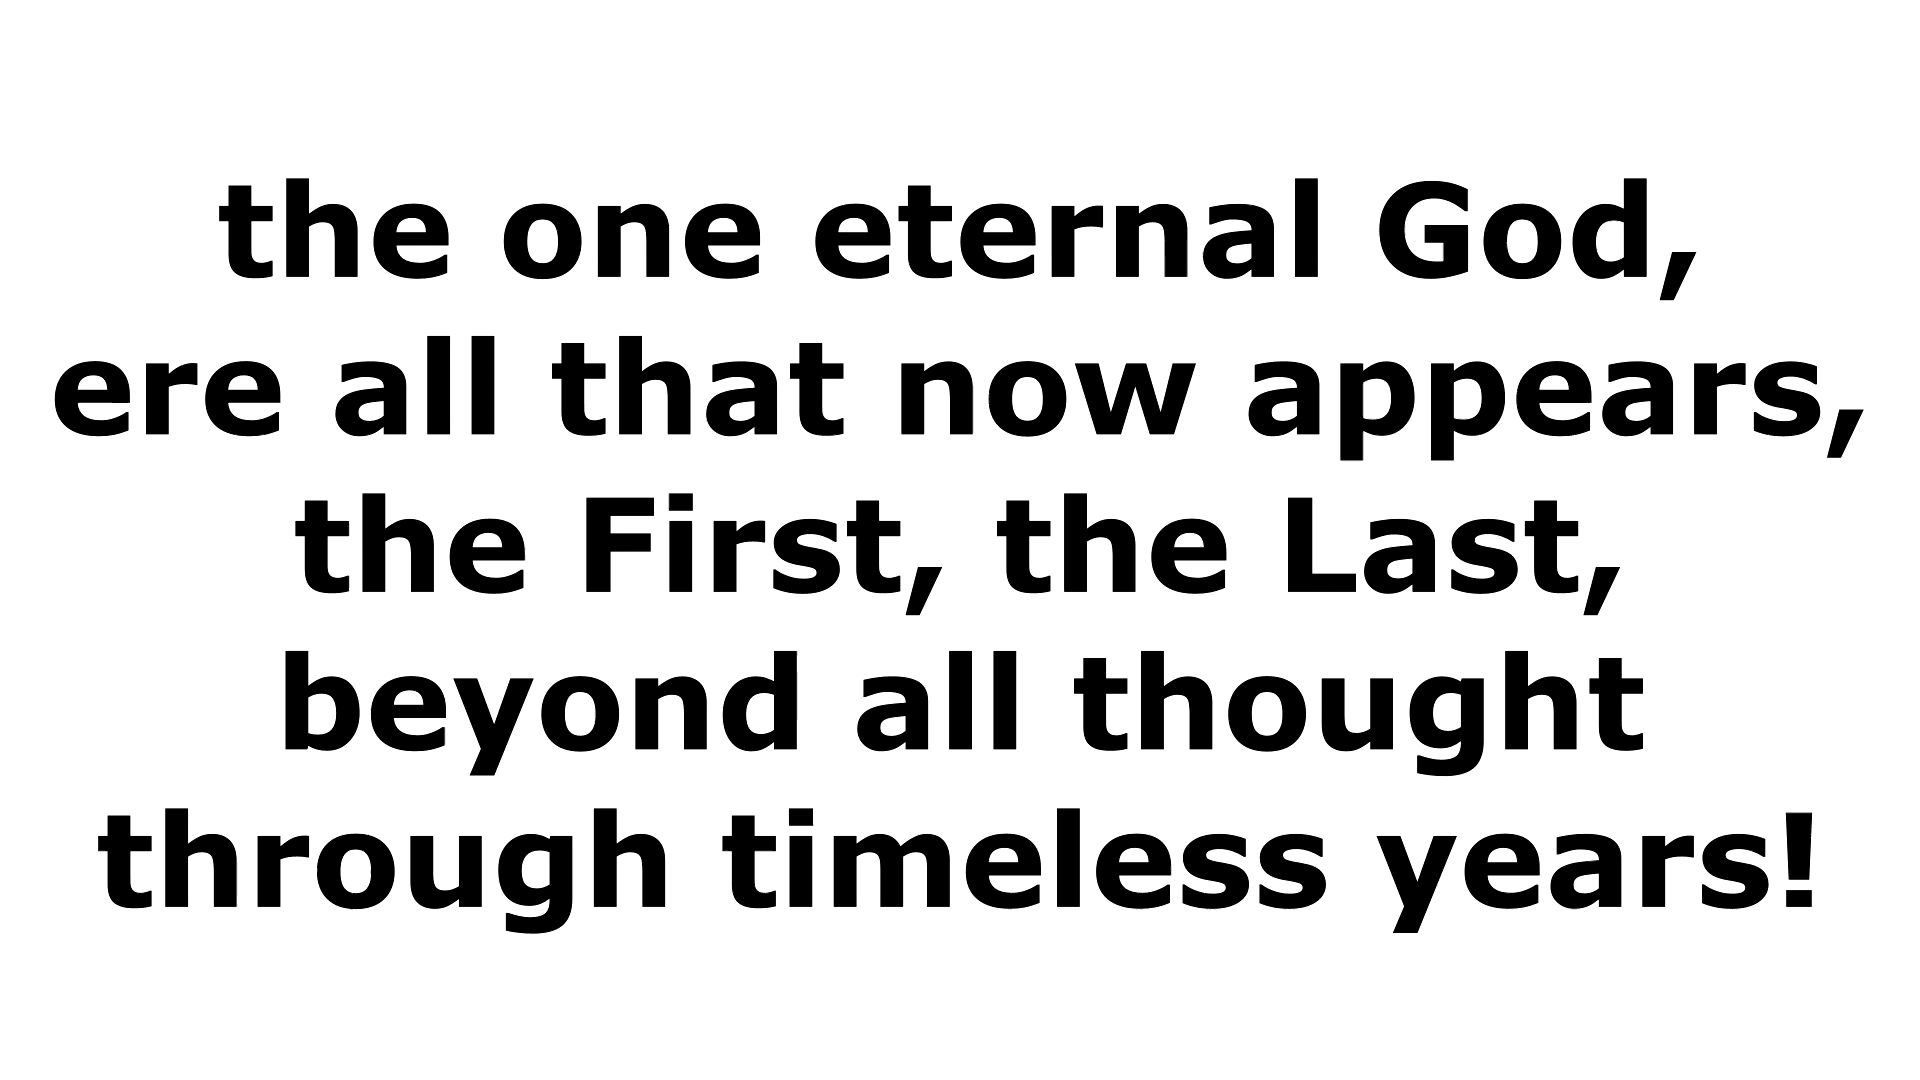 the one eternal God,
ere all that now appears,
the First, the Last,
beyond all thought
through timeless years!